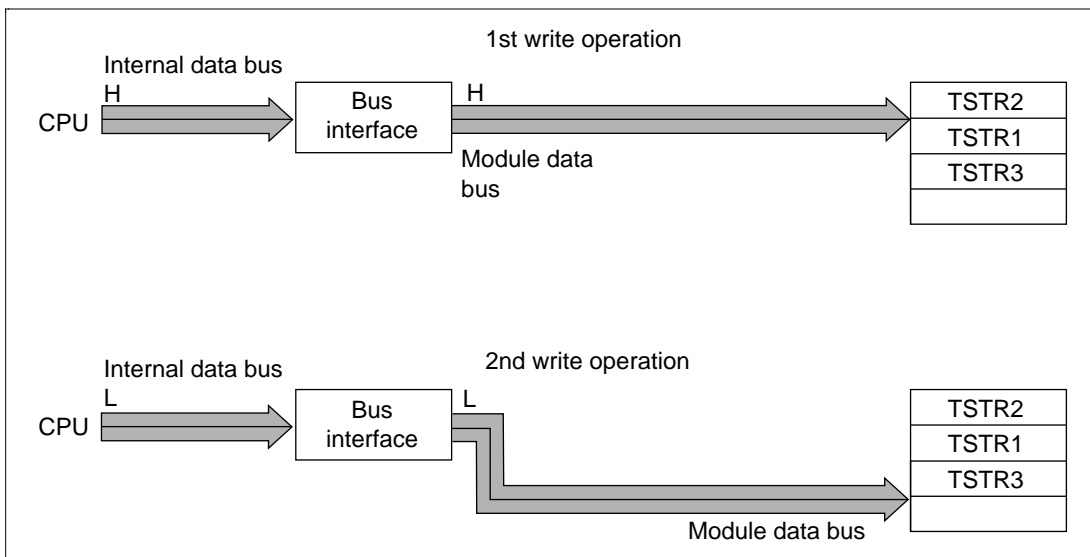 1st write operation
Internal data bus
H
CPU
Bus
interface
H
Module data
bus
TSTR2
TSTR1
TSTR3
2nd write operation
Internal data bus
L
CPU
Bus
interface
L
Module data bus
TSTR2
TSTR1
TSTR3